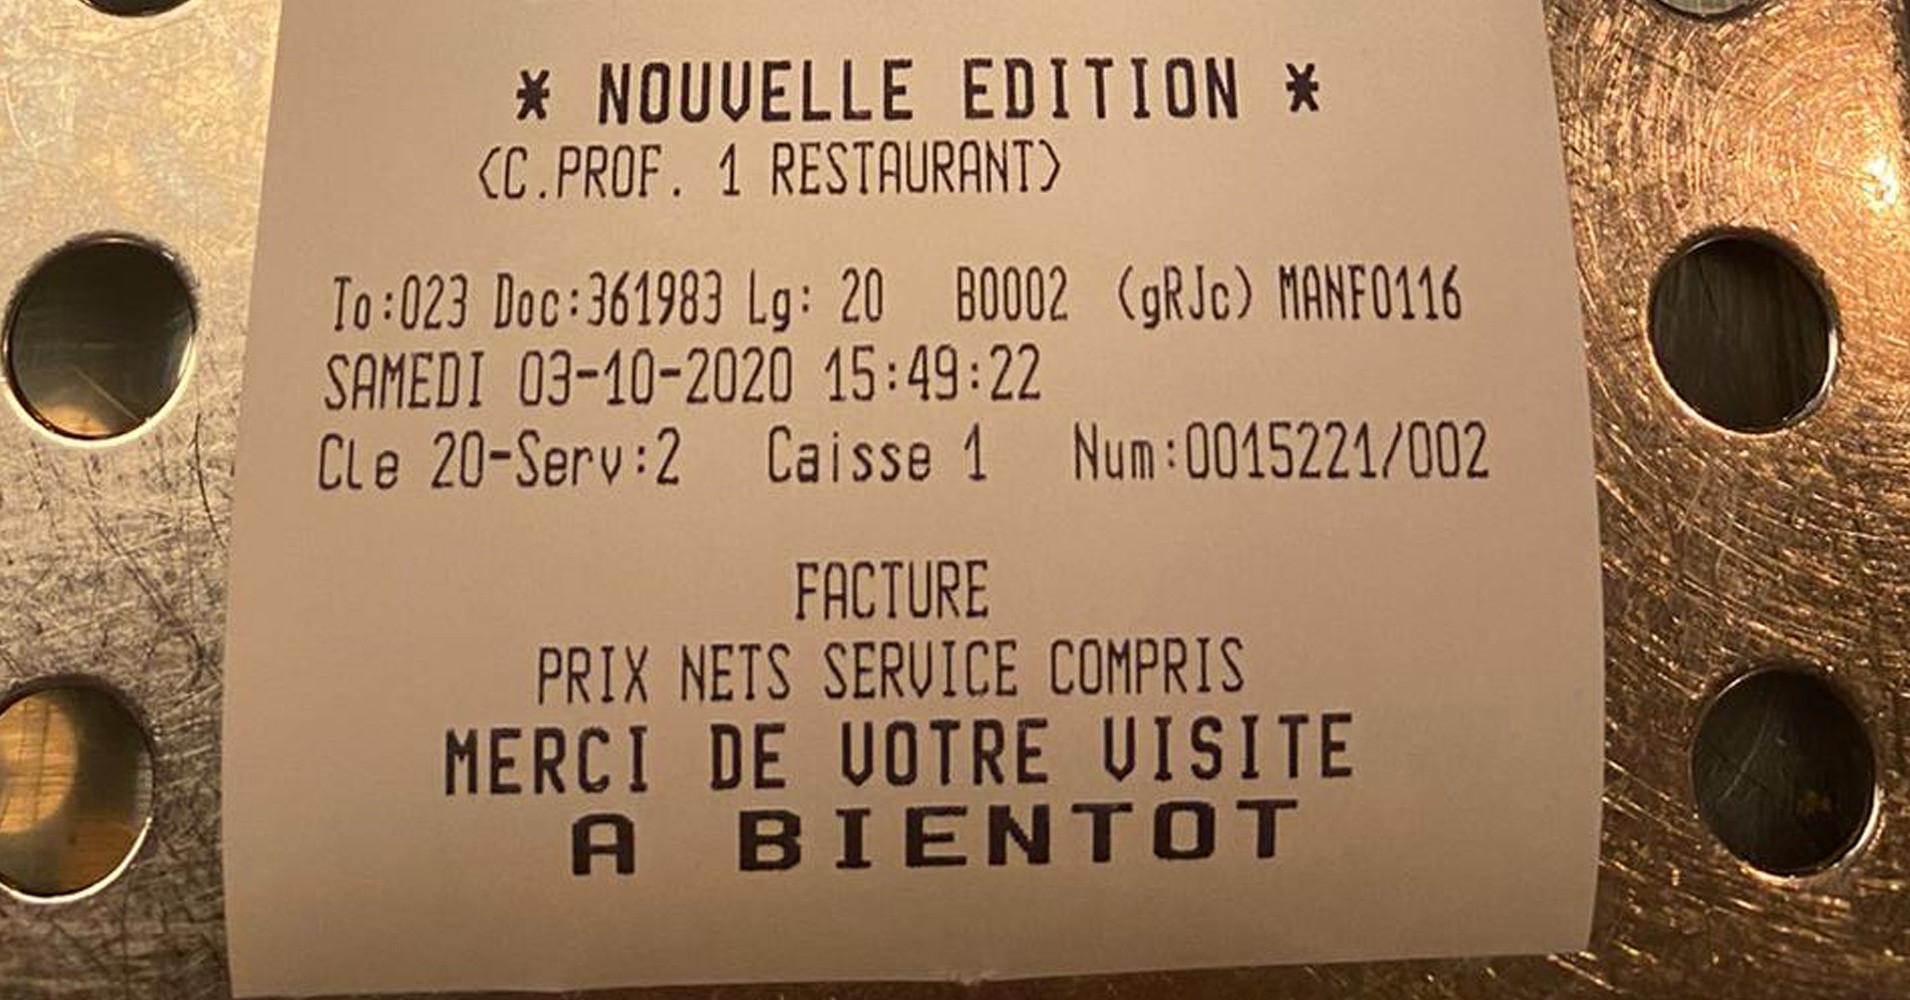 * NOUVELLE EDITION *
<C.PROF. 1 RESTAURANT>
To:023 Doc:361983 Lg: 20 B0002 (gRJc) MANF0116
SAMEDI 03-10-2020 15:49:22
Cle 20-Serv:2 Caisse 1 Num:0015221/002
FACTURE
PRIX NETS SERVICE COMPRIS
MERCI DE VOTRE VISITE
A BIENTOT